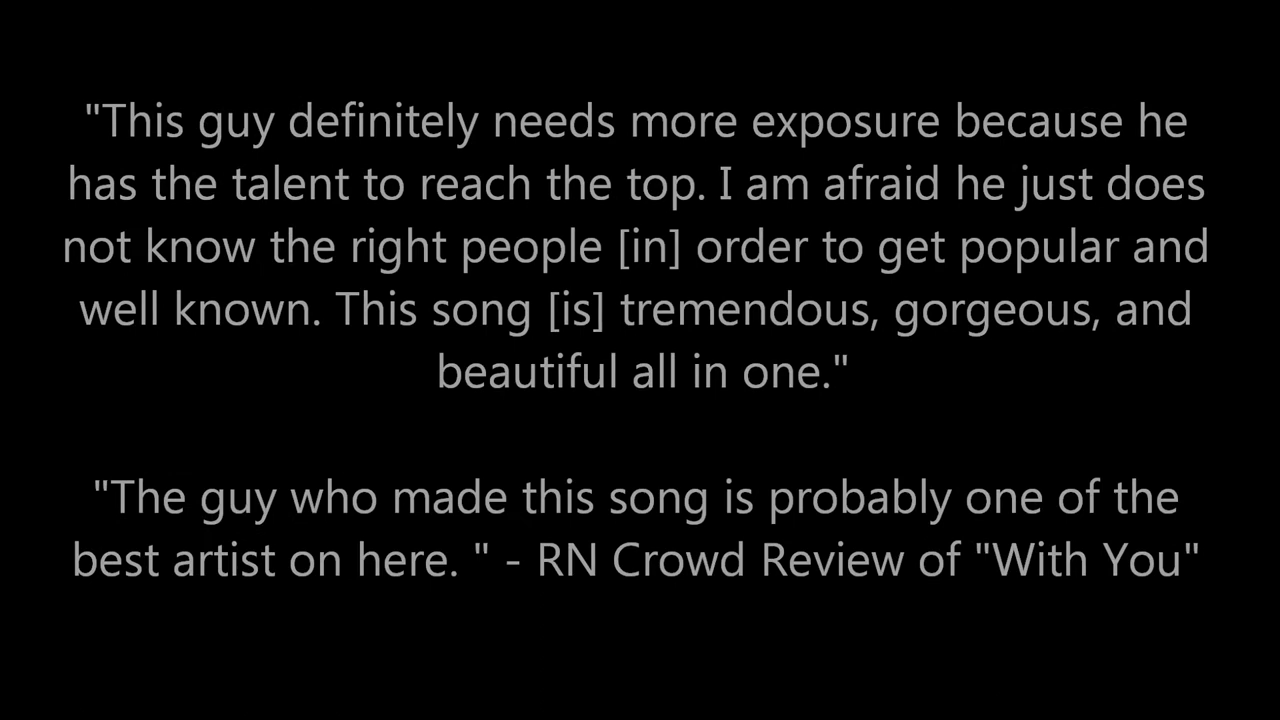 "This guy definitely needs more exposure because he
has the talent to reach the top. I am afraid he just does
not know the right people [in] order to get popular and
well known. This song [is] tremendous, gorgeous, and
beautiful all in one."
"The guy who made this song is probably one of the
best artist on here. " - RN Crowd Review of "With You"